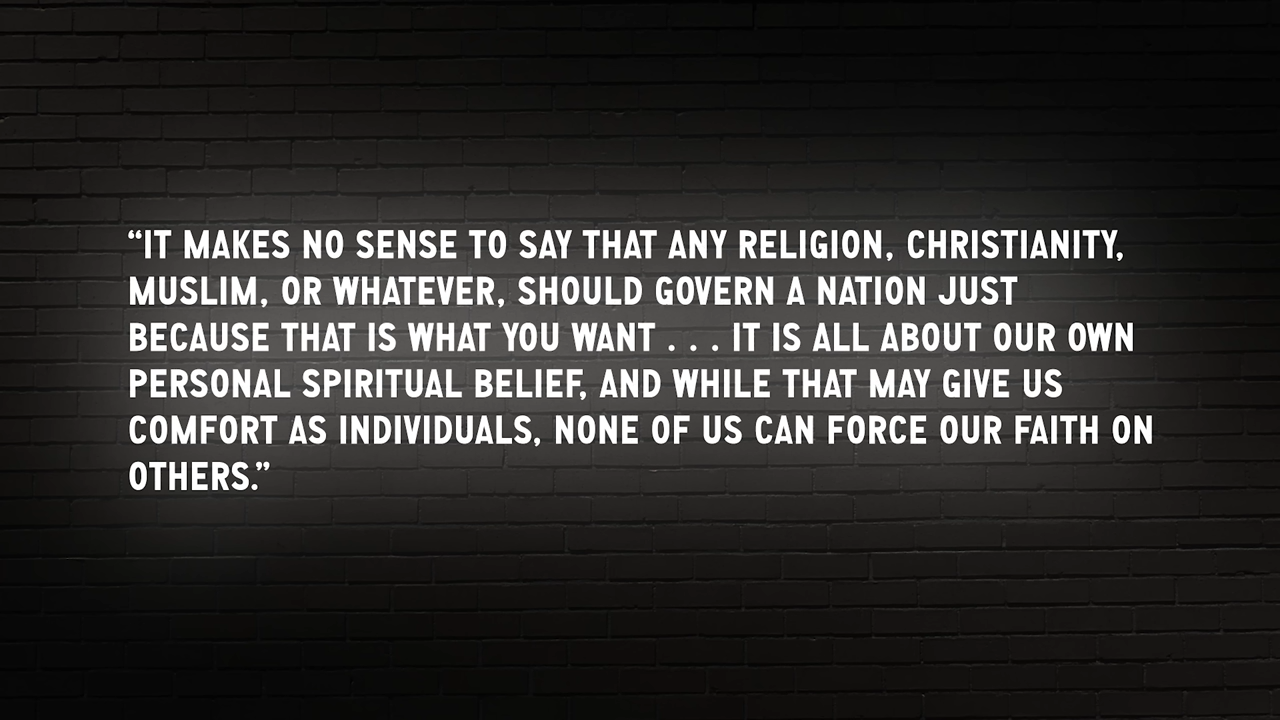 “IT MAKES NO SENSE TO SAY THAT ANY RELIGION, CHRISTIANITY,
MUSLIM, OR WHATEVER, SHOULD GOVERN A NATION JUST
BECAUSE THAT IS WHAT YOU WANT . . . IT IS ALL ABOUT OUR OWN
PERSONAL SPIRITUAL BELIEF, AND WHILE THAT MAY GIVE US
COMFORT AS INDIVIDUALS, NONE OF US CAN FORCE OUR FAITH ON
OTHERS.”